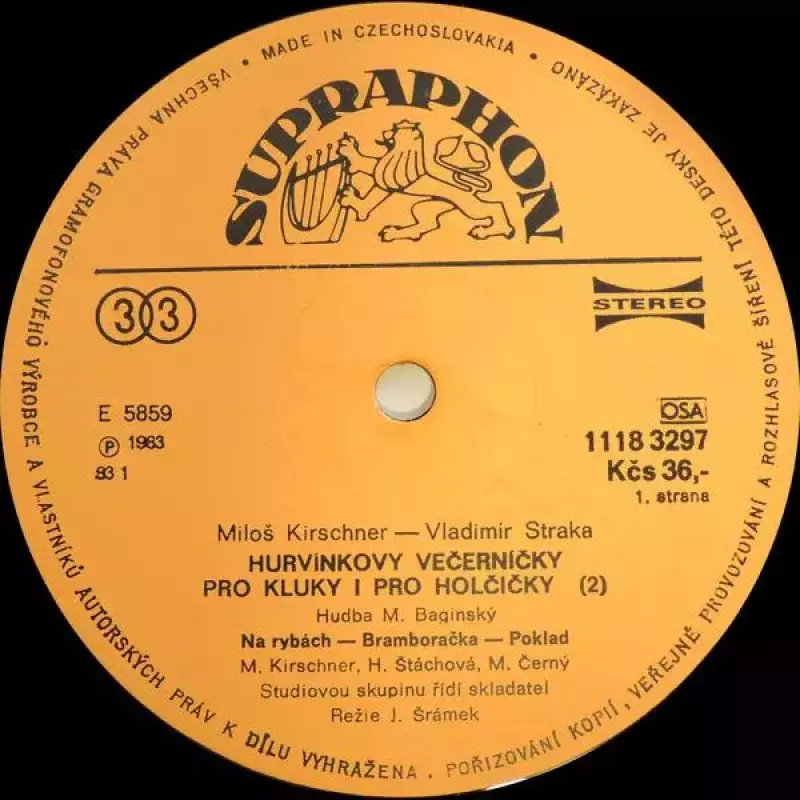 VŠECHNA PRÁVA GRAMOFONOVÉHO VÝROBCE A VLASTNÍKŮ AUTORSKÝCH PRÁV K DÍLU VYHRAŽENA . POŘIZOVÁNÍ KOPIÍ, VEŘEJNÉ PROVOZOVÁNÍ A ROZHLASOVÉ ŠÍŘENÍ TÉTO DESKY JE ZAKÁZÁNO
• MADE IN CZECHOSLOVAKIA •
SUPRAPHON
33
STEREO
E 5859
Ⓟ 1983
83 1
OSA
1118 3297
Kčs 36,-
1. strana
Miloš Kirschner — Vladimír Straka
HURVÍNKOVY VEČERNÍČKY
PRO KLUKY I PRO HOLČIČKY (2)
Hudba M. Baginský
Na rybách — Bramboračka — Poklad
M. Kirschner, H. Štáchová, M. Černý
Studiovou skupinu řídí skladatel
Režie J. Šrámek